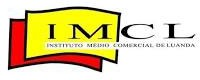 IMCL
INSTITUTO MÉDIO COMERCIAL DE LUANDA